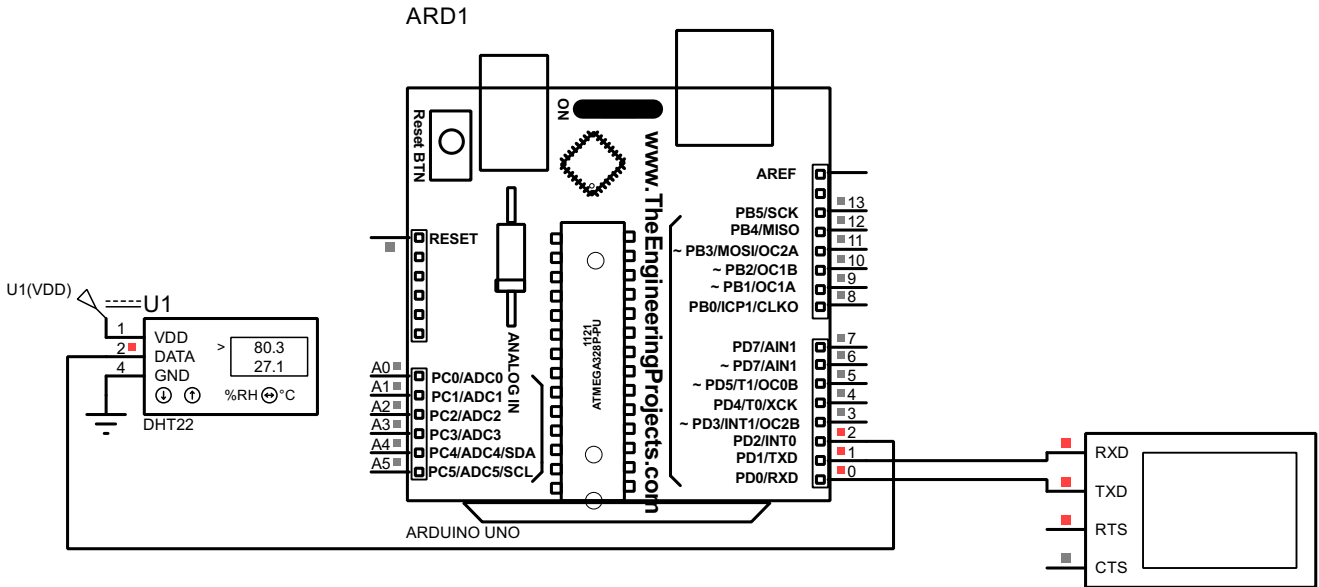 ARD1
ON
Reset BTN
www.TheEngineeringProjects.com
AREF
PB5/SCK
13
PB4/MISO
12
~ PB3/MOSI/OC2A
11
~ PB2/OC1B
10
~ PB1/OC1A
9
PB0/ICP1/CLKO
8
RESET
ANALOG IN
1121
ATMEGA328P-PU
PD7/AIN1
7
~ PD7/AIN1
6
~ PD5/T1/OC0B
5
PD4/T0/XCK
4
~ PD3/INT1/OC2B
3
PD2/INT0
2
PD1/TXD
1
PD0/RXD
0
A0
PC0/ADC0
A1
PC1/ADC1
A2
PC2/ADC2
A3
PC3/ADC3
A4
PC4/ADC4/SDA
A5
PC5/ADC5/SCL
ARDUINO UNO
U1(VDD)
U1
1
VDD
2
DATA
4
GND
>
80.3
27.1
%RH
°C
DHT22
RXD
TXD
RTS
CTS